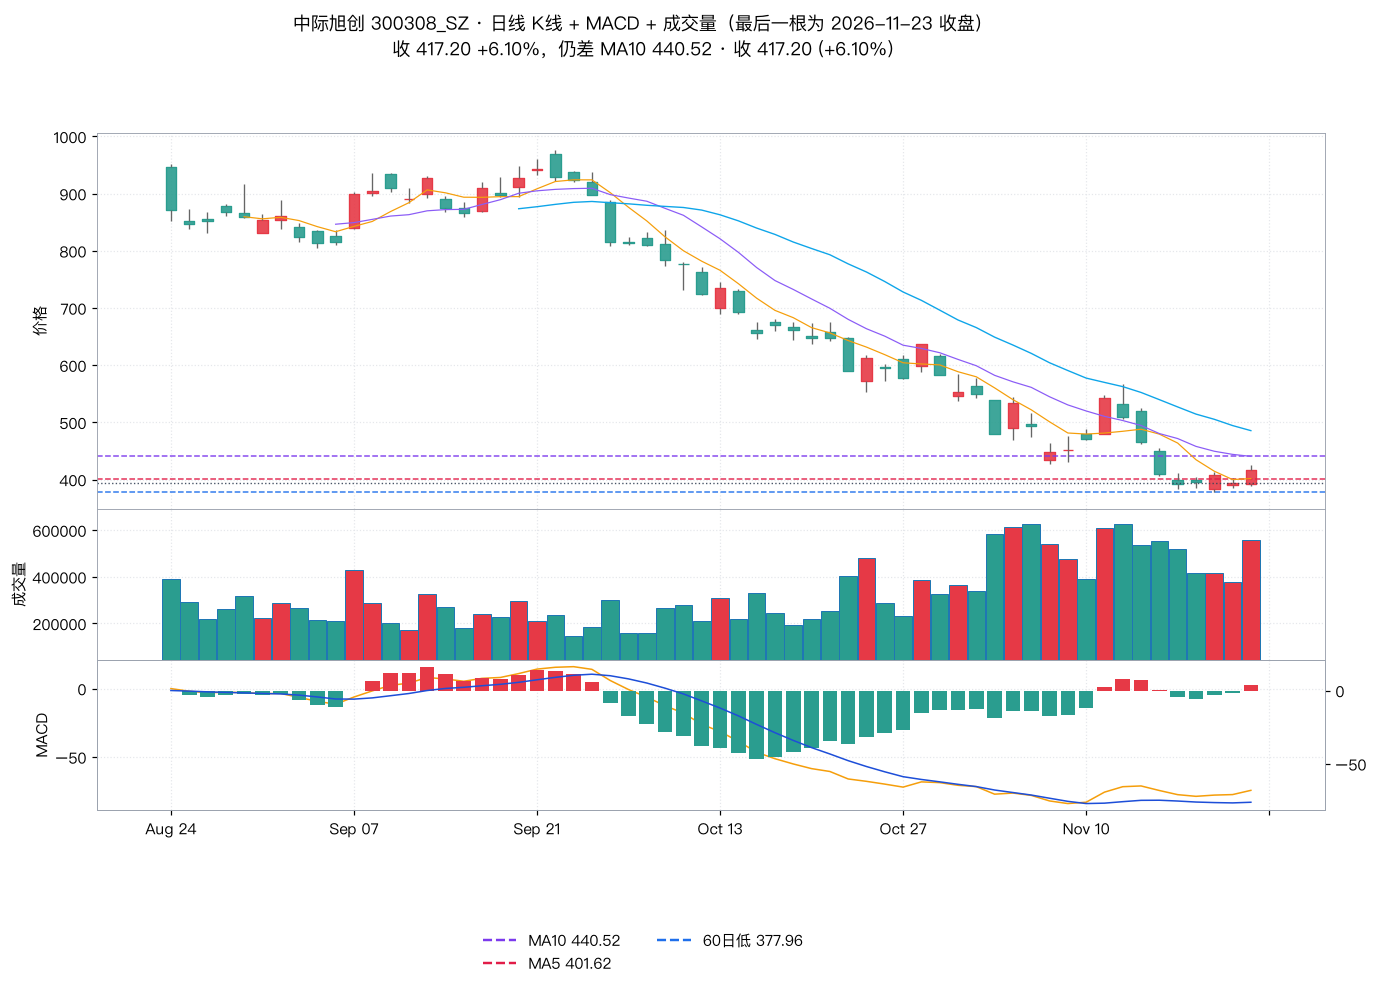 中际旭创 300308_SZ · 日线 K线 + MACD + 成交量（最后一根为 2026−11−23 收盘）
收 417.20 +6.10%，仍差 MA10 440.52 · 收 417.20 (+6.10%)
价格
1000
900
800
700
600
500
400
成交量
600000
400000
200000
MACD
0
−50
0
−50
Aug 24
Sep 07
Sep 21
Oct 13
Oct 27
Nov 10
MA10 440.52
MA5 401.62
60日低 377.96